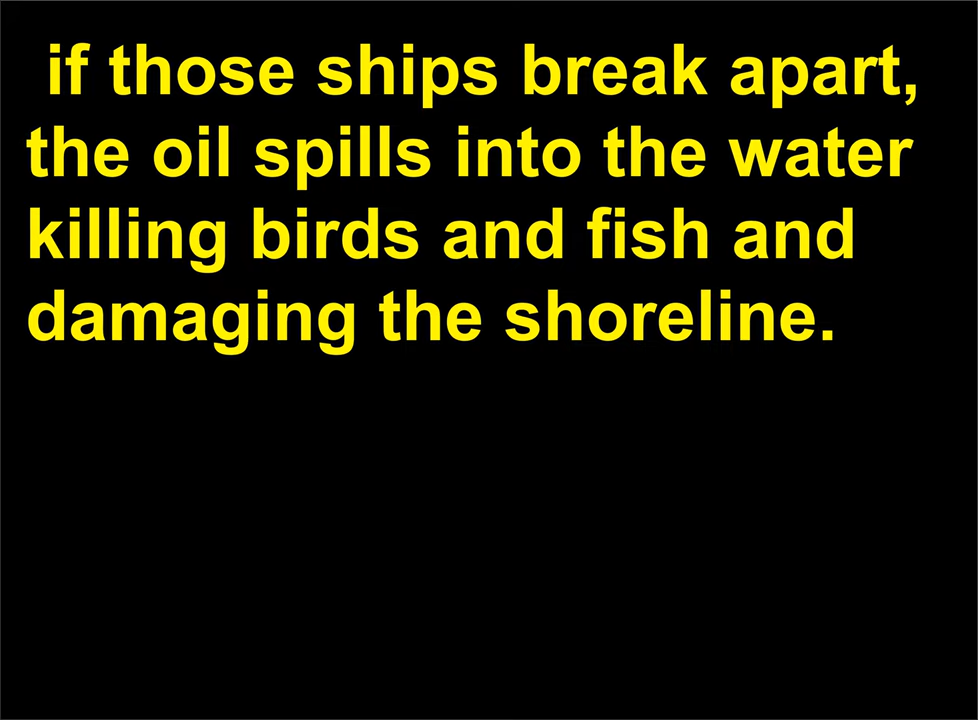 if those ships break apart,
the oil spills into the water
killing birds and fish and
damaging the shoreline.